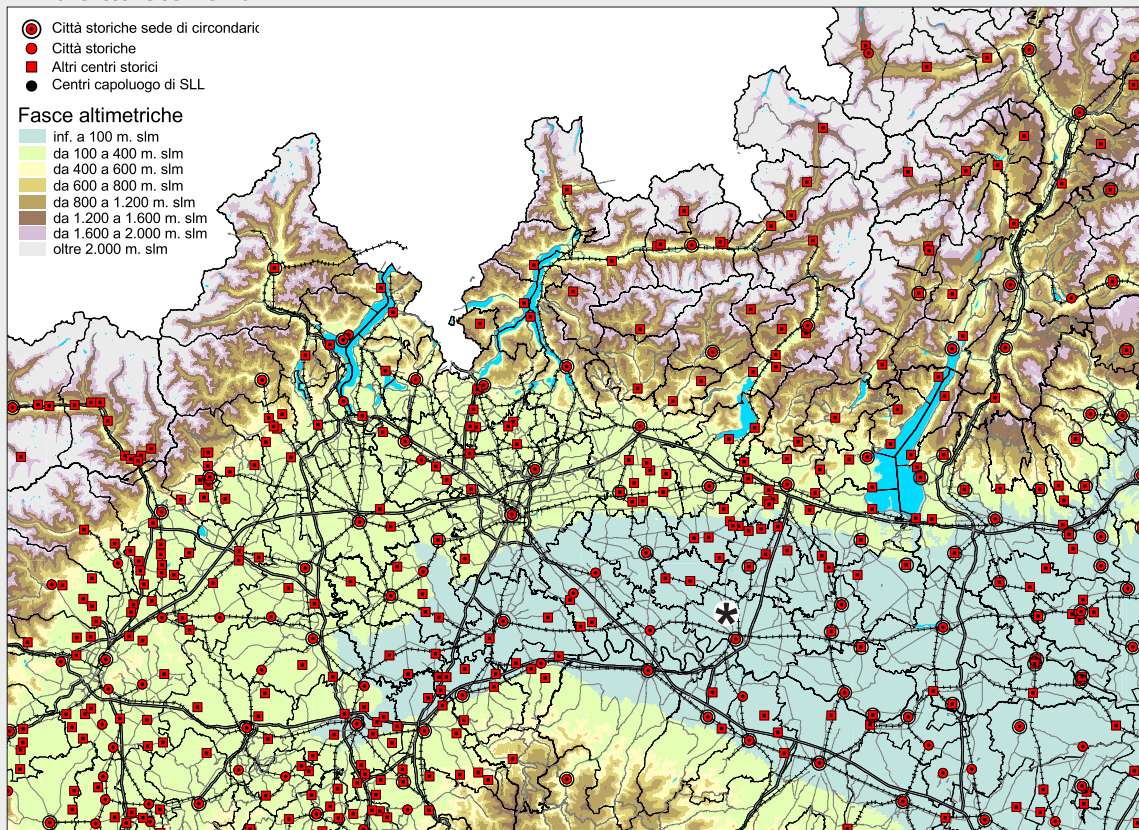 Città storiche sede di circondario
Città storiche
Altri centri storici
Centri capoluogo di SLL
Fasce altimetriche
inf. a 100 m. slm
da 100 a 400 m. slm
da 400 a 600 m. slm
da 600 a 800 m. slm
da 800 a 1.200 m. slm
da 1.200 a 1.600 m. slm
da 1.600 a 2.000 m. slm
oltre 2.000 m. slm
*